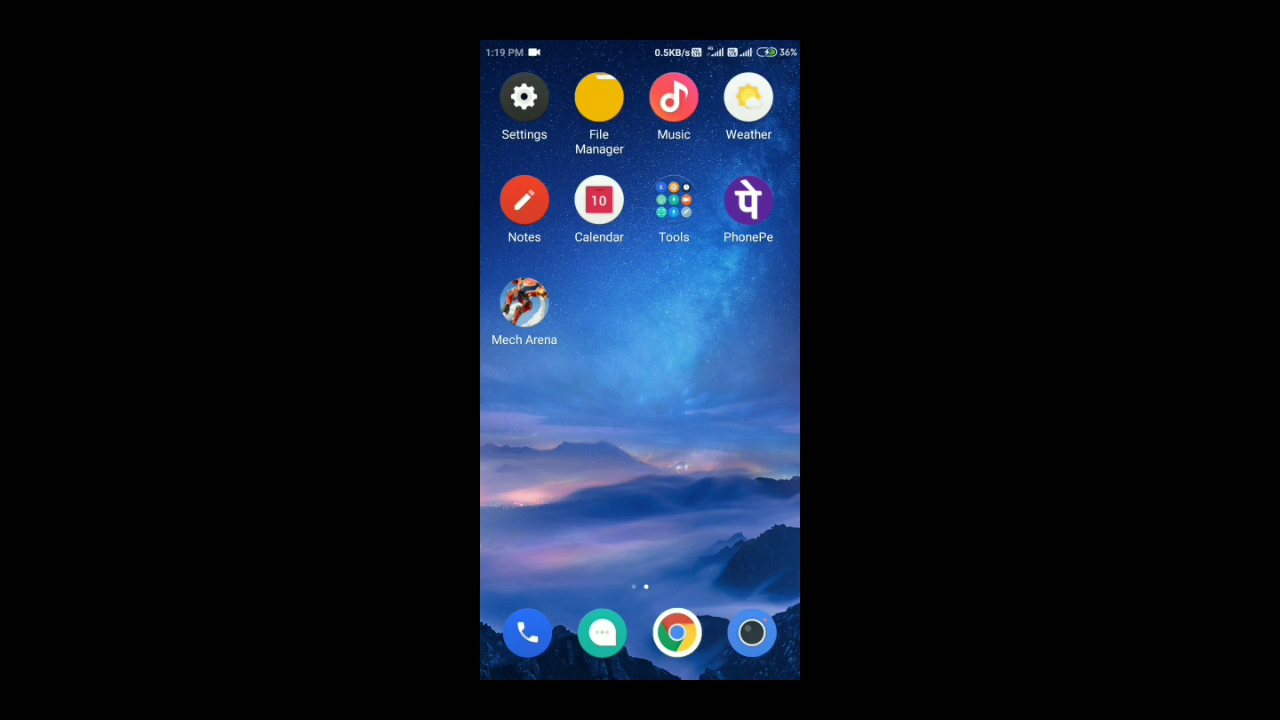 1:19 PM 0.5KB/s 36%
Settings File Manager Music Weather
10 पे
Notes Calendar Tools PhonePe
Mech Arena